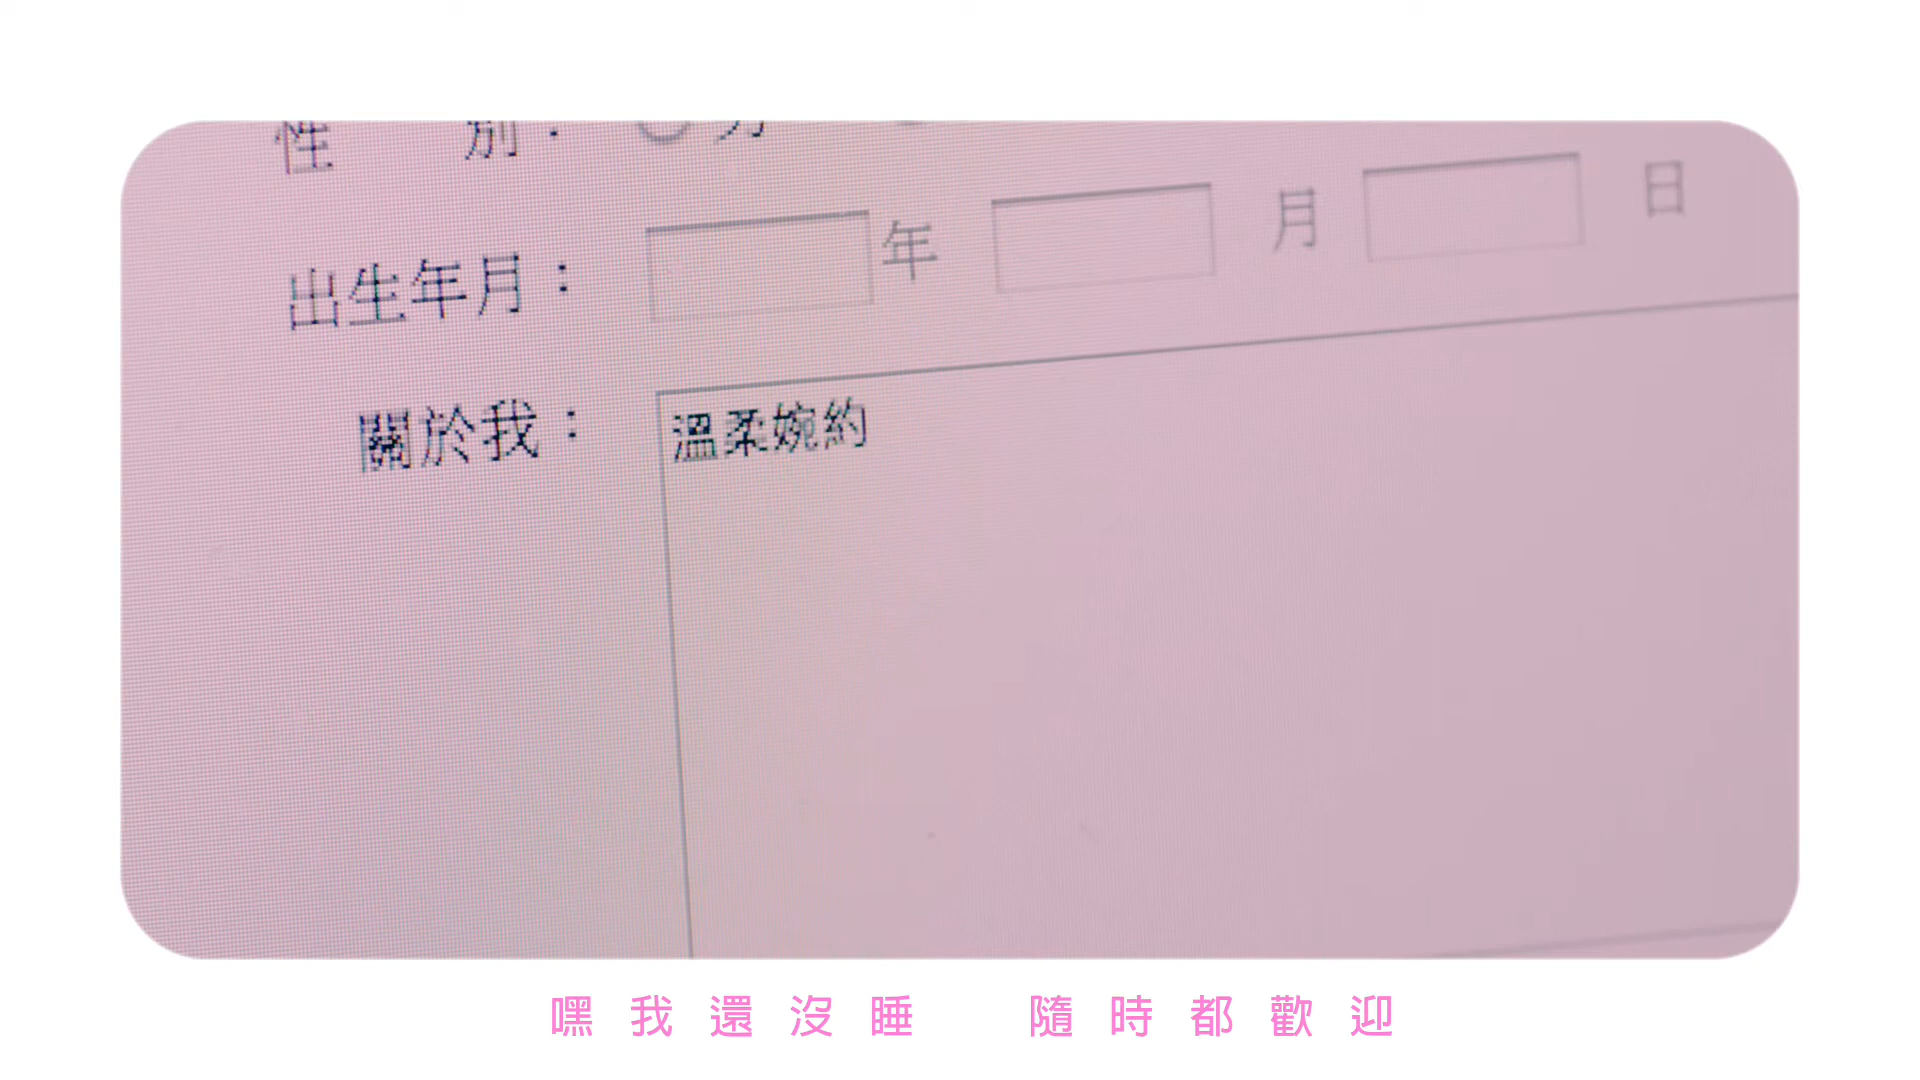 性 別：
出生年月： 年 月 日
關於我： 溫柔婉約
嘿我還沒睡 隨時都歡迎